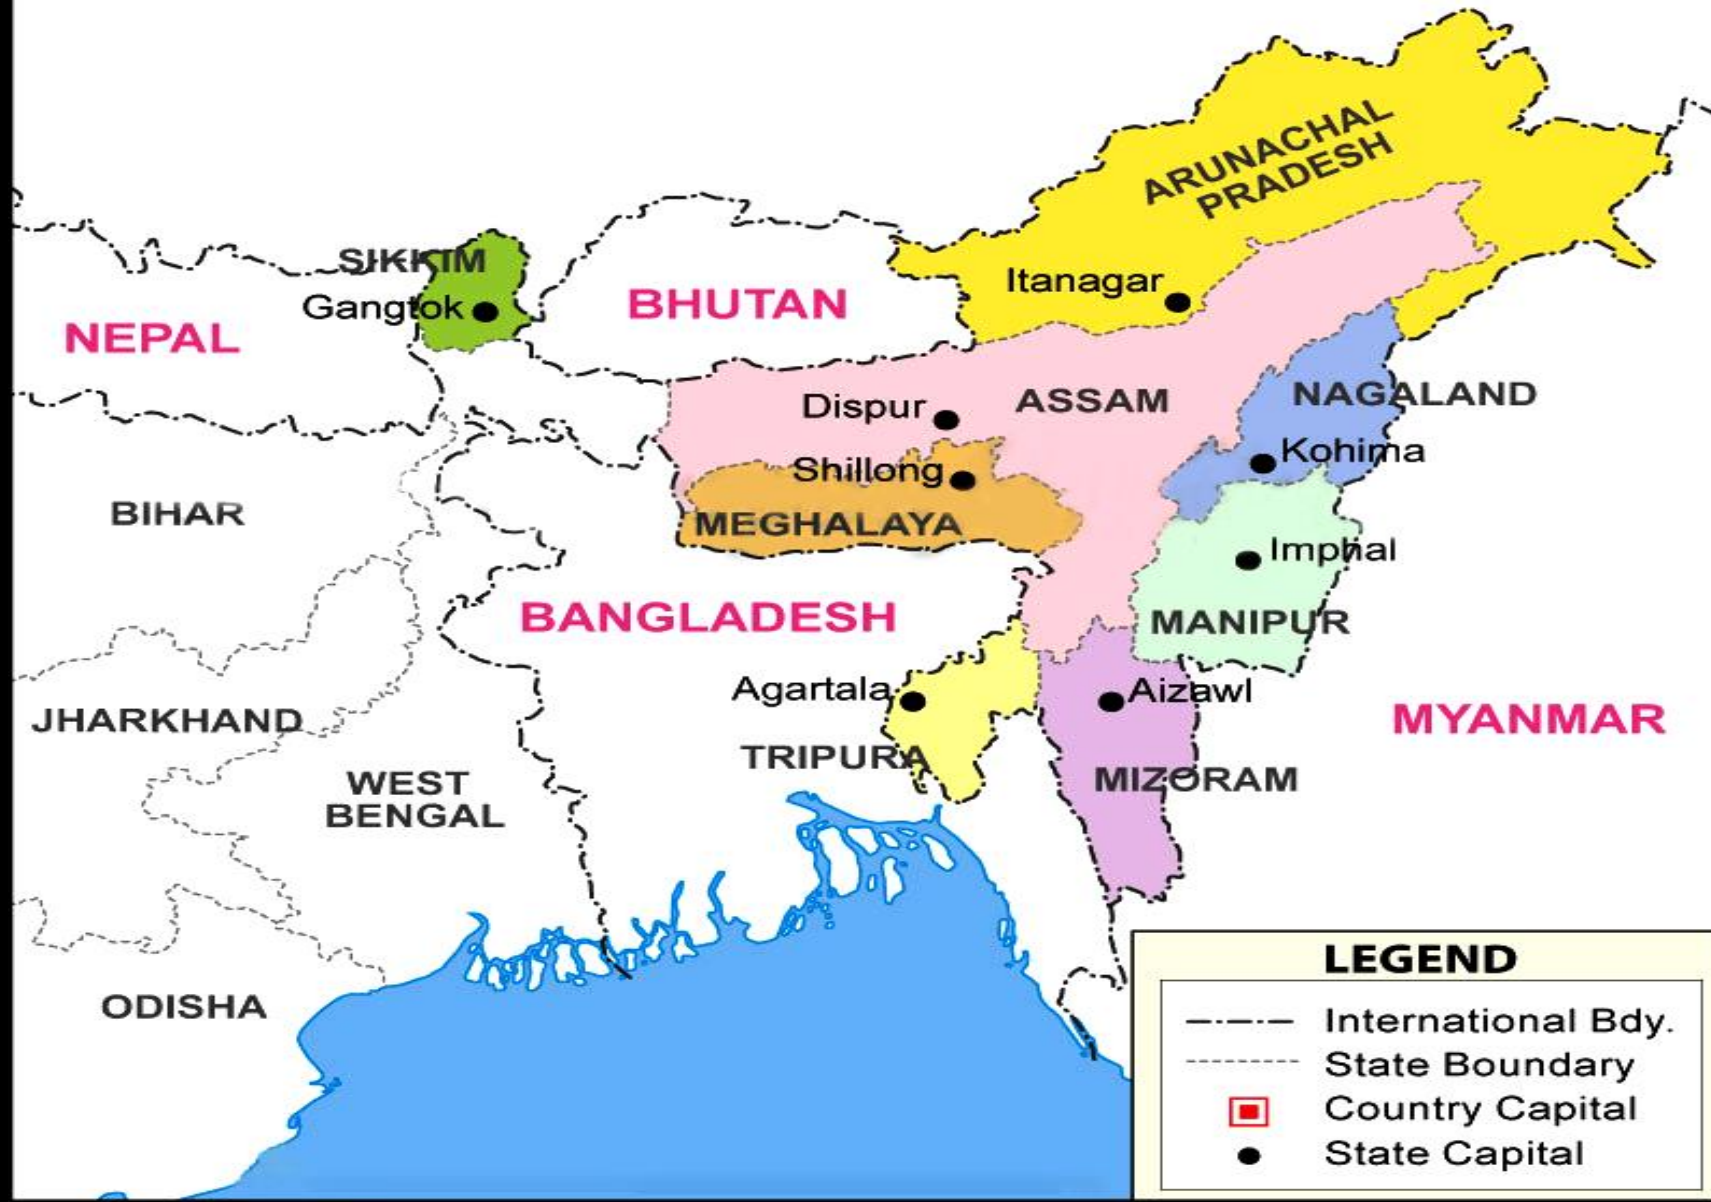 ARUNACHAL
PRADESH
SIKKIM
Itanagar
Gangtok
BHUTAN
NEPAL
NAGALAND
ASSAM
Dispur
Kohima
Shillong
BIHAR
MEGHALAYA
Imphal
BANGLADESH
MANIPUR
Agartala
Aizawl
JHARKHAND
MYANMAR
TRIPURA
MIZORAM
WEST
BENGAL
ODISHA
LEGEND
International Bdy.
State Boundary
Country Capital
State Capital